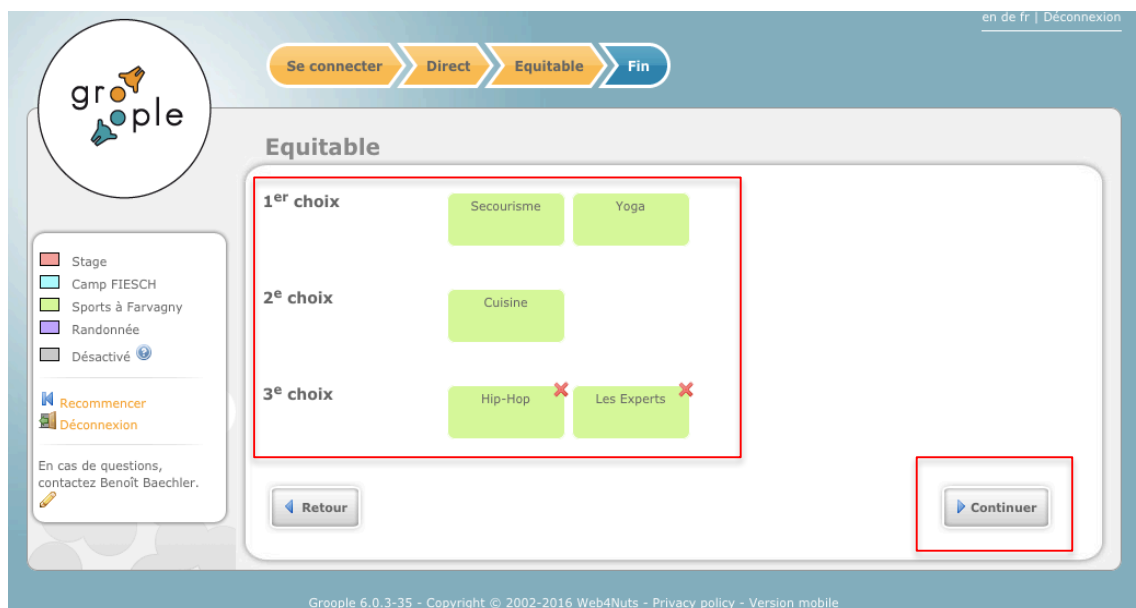 en de fr | Déconnexion
Se connecter Direct Equitable Fin
groople
Equitable
1er choix
Secourisme Yoga
2e choix
Cuisine
3e choix
Hip-Hop Les Experts
Stage
Camp FIESCH
Sports à Farvagny
Randonnée
Désactivé ?
Recommencer
Déconnexion
En cas de questions,
contactez Benoît Baechler.
Retour
Continuer
Groople 6.0.3-35 - Copyright © 2002-2016 Web4Nuts - Privacy policy - Version mobile